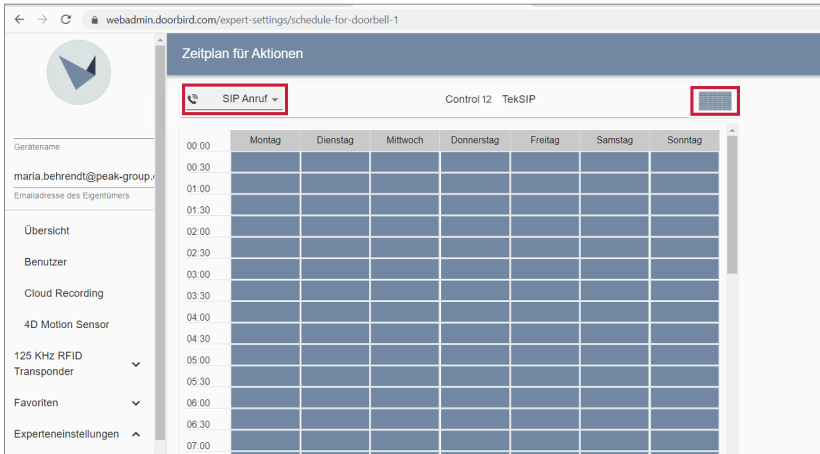 webadmin.doorbird.com/expert-settings/schedule-for-doorbell-1
Zeitplan für Aktionen
SIP Anruf
Control 12 TekSIP
Gerätename
maria.behrendt@peak-group.
Emailadresse des Eigentümers
Übersicht
Benutzer
Cloud Recording
4D Motion Sensor
125 KHz RFID
Transponder
Favoriten
Experteneinstellungen
Montag Dienstag Mittwoch Donnerstag Freitag Samstag Sonntag
00:00
00:30
01:00
01:30
02:00
02:30
03:00
03:30
04:00
04:30
05:00
05:30
06:00
06:30
07:00